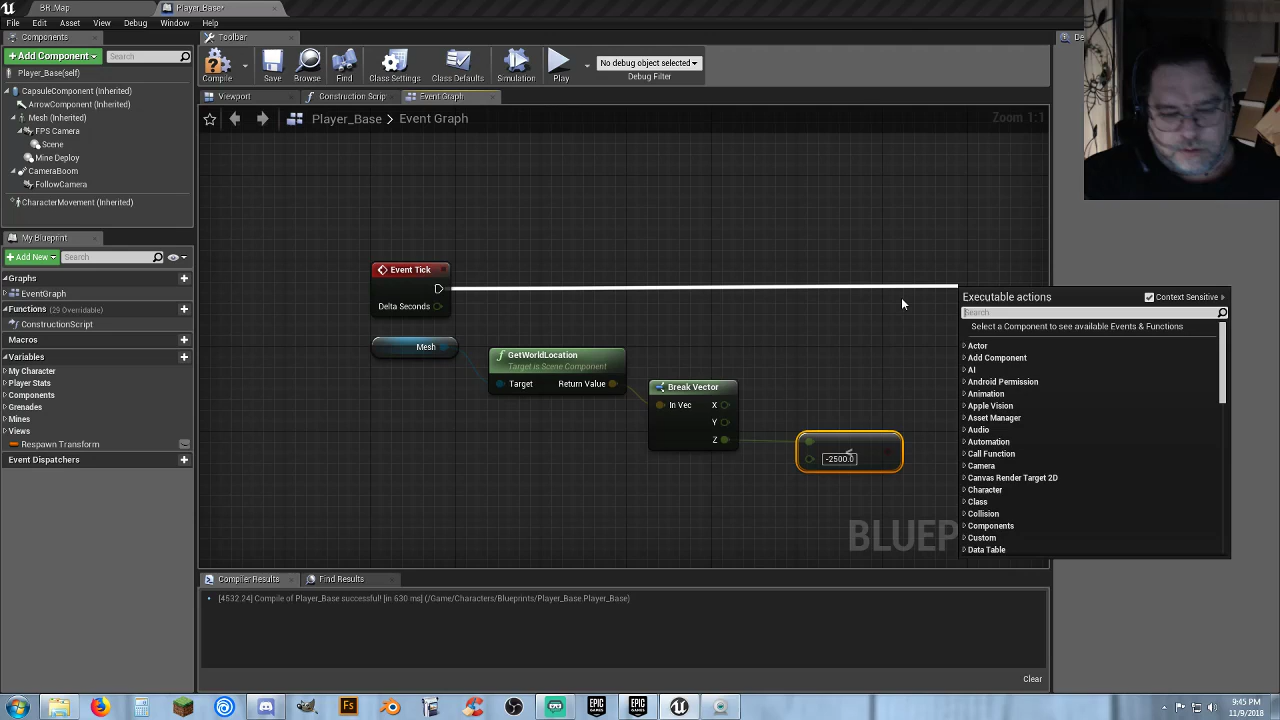 BR.Map
Player_Base*
De
File Edit Asset View Debug Window Help
Components
Toolbar
+ Add Component
Search
Player_Base(self)
Compile
Save
Browse
Find
Class Settings
Class Defaults
Simulation
Play
No debug object selected
Debug Filter
CapsuleComponent (Inherited)
ArrowComponent (Inherited)
Mesh (Inherited)
FPS Camera
Scene
Mine Deploy
CameraBoom
FollowCamera
CharacterMovement (Inherited)
Viewport
Construction Scrip
Event Graph
Player_Base > Event Graph
Zoom 1:1
My Blueprint
+ Add New
Search
Graphs
EventGraph
Functions (29 Overridable)
ConstructionScript
Macros
Variables
My Character
Player Stats
Components
Grenades
Mines
Views
Respawn Transform
Event Dispatchers
Event Tick
Delta Seconds
Mesh
GetWorldLocation
Target is Scene Component
Target
Return Value
Break Vector
In Vec
X
Y
Z
<
-2500.0
BLUEP
Executable actions
Context Sensitive
Search
Select a Component to see available Events & Functions
Actor
Add Component
AI
Android Permission
Animation
Apple Vision
Asset Manager
Audio
Automation
Call Function
Camera
Canvas Render Target 2D
Character
Class
Collision
Components
Custom
Data Table
Compiler Results
Find Results
[4532.24] Compile of Player_Base successful! [in 630 ms] (/Game/Characters/Blueprints/Player_Base.Player_Base)
Clear
Fs
EPIC GAMES
EPIC GAMES
9:45 PM
11/9/2018